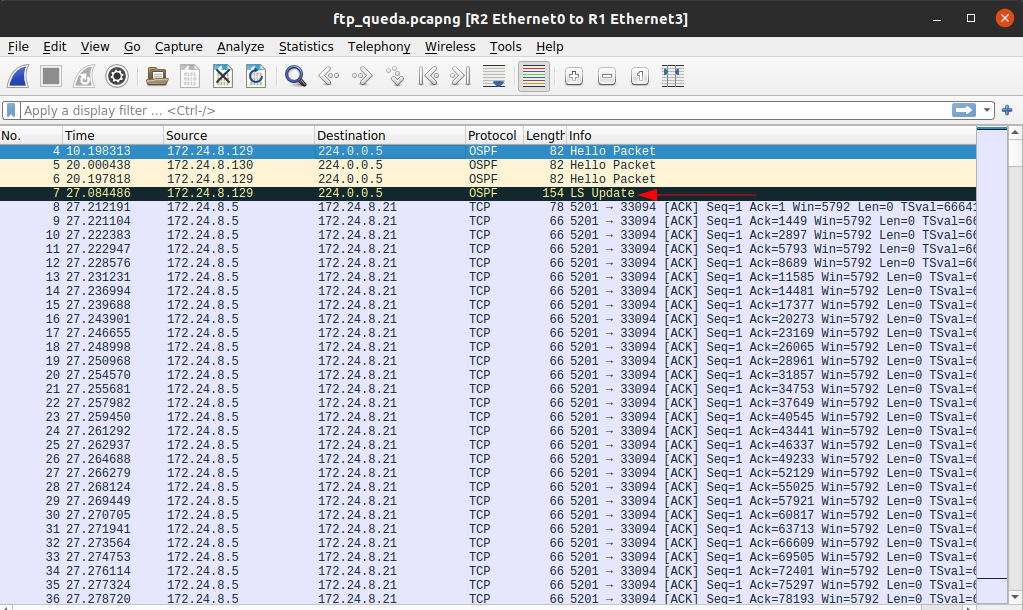 ftp_queda.pcapng [R2 Ethernet0 to R1 Ethernet3]
File Edit View Go Capture Analyze Statistics Telephony Wireless Tools Help
Apply a display filter … <Ctrl-/>
No. Time Source Destination Protocol Length Info
4 10.198313 172.24.8.129 224.0.0.5 OSPF 82 Hello Packet
5 20.000438 172.24.8.130 224.0.0.5 OSPF 82 Hello Packet
6 20.197818 172.24.8.129 224.0.0.5 OSPF 82 Hello Packet
7 27.084486 172.24.8.129 224.0.0.5 OSPF 154 LS Update
8 27.212191 172.24.8.5 172.24.8.21 TCP 78 5201 → 33094 [ACK] Seq=1 Ack=1 Win=5792 Len=0 TSval=66641
9 27.221104 172.24.8.5 172.24.8.21 TCP 66 5201 → 33094 [ACK] Seq=1 Ack=1449 Win=5792 Len=0 TSval=66
10 27.222383 172.24.8.5 172.24.8.21 TCP 66 5201 → 33094 [ACK] Seq=1 Ack=2897 Win=5792 Len=0 TSval=66
11 27.222947 172.24.8.5 172.24.8.21 TCP 66 5201 → 33094 [ACK] Seq=1 Ack=5793 Win=5792 Len=0 TSval=66
12 27.228576 172.24.8.5 172.24.8.21 TCP 66 5201 → 33094 [ACK] Seq=1 Ack=8689 Win=5792 Len=0 TSval=66
13 27.231231 172.24.8.5 172.24.8.21 TCP 66 5201 → 33094 [ACK] Seq=1 Ack=11585 Win=5792 Len=0 TSval=6
14 27.236994 172.24.8.5 172.24.8.21 TCP 66 5201 → 33094 [ACK] Seq=1 Ack=14481 Win=5792 Len=0 TSval=6
15 27.239688 172.24.8.5 172.24.8.21 TCP 66 5201 → 33094 [ACK] Seq=1 Ack=17377 Win=5792 Len=0 TSval=6
16 27.243901 172.24.8.5 172.24.8.21 TCP 66 5201 → 33094 [ACK] Seq=1 Ack=20273 Win=5792 Len=0 TSval=6
17 27.246655 172.24.8.5 172.24.8.21 TCP 66 5201 → 33094 [ACK] Seq=1 Ack=23169 Win=5792 Len=0 TSval=6
18 27.248998 172.24.8.5 172.24.8.21 TCP 66 5201 → 33094 [ACK] Seq=1 Ack=26065 Win=5792 Len=0 TSval=6
19 27.250968 172.24.8.5 172.24.8.21 TCP 66 5201 → 33094 [ACK] Seq=1 Ack=28961 Win=5792 Len=0 TSval=6
20 27.254570 172.24.8.5 172.24.8.21 TCP 66 5201 → 33094 [ACK] Seq=1 Ack=31857 Win=5792 Len=0 TSval=6
21 27.255681 172.24.8.5 172.24.8.21 TCP 66 5201 → 33094 [ACK] Seq=1 Ack=34753 Win=5792 Len=0 TSval=6
22 27.257982 172.24.8.5 172.24.8.21 TCP 66 5201 → 33094 [ACK] Seq=1 Ack=37649 Win=5792 Len=0 TSval=6
23 27.259450 172.24.8.5 172.24.8.21 TCP 66 5201 → 33094 [ACK] Seq=1 Ack=40545 Win=5792 Len=0 TSval=6
24 27.261292 172.24.8.5 172.24.8.21 TCP 66 5201 → 33094 [ACK] Seq=1 Ack=43441 Win=5792 Len=0 TSval=6
25 27.262937 172.24.8.5 172.24.8.21 TCP 66 5201 → 33094 [ACK] Seq=1 Ack=46337 Win=5792 Len=0 TSval=6
26 27.264688 172.24.8.5 172.24.8.21 TCP 66 5201 → 33094 [ACK] Seq=1 Ack=49233 Win=5792 Len=0 TSval=6
27 27.266279 172.24.8.5 172.24.8.21 TCP 66 5201 → 33094 [ACK] Seq=1 Ack=52129 Win=5792 Len=0 TSval=6
28 27.268124 172.24.8.5 172.24.8.21 TCP 66 5201 → 33094 [ACK] Seq=1 Ack=55025 Win=5792 Len=0 TSval=6
29 27.269449 172.24.8.5 172.24.8.21 TCP 66 5201 → 33094 [ACK] Seq=1 Ack=57921 Win=5792 Len=0 TSval=6
30 27.270705 172.24.8.5 172.24.8.21 TCP 66 5201 → 33094 [ACK] Seq=1 Ack=60817 Win=5792 Len=0 TSval=6
31 27.271941 172.24.8.5 172.24.8.21 TCP 66 5201 → 33094 [ACK] Seq=1 Ack=63713 Win=5792 Len=0 TSval=6
32 27.273564 172.24.8.5 172.24.8.21 TCP 66 5201 → 33094 [ACK] Seq=1 Ack=66609 Win=5792 Len=0 TSval=6
33 27.274753 172.24.8.5 172.24.8.21 TCP 66 5201 → 33094 [ACK] Seq=1 Ack=69505 Win=5792 Len=0 TSval=6
34 27.276114 172.24.8.5 172.24.8.21 TCP 66 5201 → 33094 [ACK] Seq=1 Ack=72401 Win=5792 Len=0 TSval=6
35 27.277324 172.24.8.5 172.24.8.21 TCP 66 5201 → 33094 [ACK] Seq=1 Ack=75297 Win=5792 Len=0 TSval=6
36 27.278720 172.24.8.5 172.24.8.21 TCP 66 5201 → 33094 [ACK] Seq=1 Ack=78193 Win=5792 Len=0 TSval=6